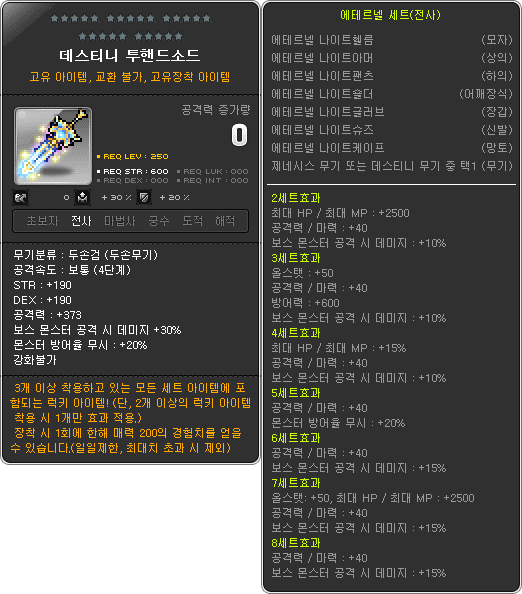 데스티니 투핸드소드
고유 아이템, 교환 불가, 고유장착 아이템
공격력 증가량
0
REQ LEV : 250
REQ STR : 600
REQ LUK : 000
REQ DEX : 000
REQ INT : 000
0
+ 30 %
+ 20 %
초보자 전사 마법사 궁수 도적 해적
무기분류 : 두손검 (두손무기)
공격속도 : 보통 (4단계)
STR : +190
DEX : +190
공격력 : +373
보스 몬스터 공격 시 데미지 +30%
몬스터 방어율 무시 : +20%
강화불가
3개 이상 착용하고 있는 모든 세트 아이템에 포
함되는 럭키 아이템! (단, 2개 이상의 럭키 아이템
착용 시 1개만 효과 적용.)
장착 시 1회에 한해 매력 200의 경험치를 얻을
수 있습니다.(일일제한, 최대치 초과 시 제외)
에테르넬 세트(전사)
에테르넬 나이트헬름 (모자)
에테르넬 나이트아머 (상의)
에테르넬 나이트팬츠 (하의)
에테르넬 나이트숄더 (어깨장식)
에테르넬 나이트글러브 (장갑)
에테르넬 나이트슈즈 (신발)
에테르넬 나이트케이프 (망토)
제네시스 무기 또는 데스티니 무기 중 택1 (무기)
2세트효과
최대 HP / 최대 MP : +2500
공격력 / 마력 : +40
보스 몬스터 공격 시 데미지 : +10%
3세트효과
올스탯 : +50
공격력 / 마력 : +40
방어력 : +600
보스 몬스터 공격 시 데미지 : +10%
4세트효과
최대 HP / 최대 MP : +15%
공격력 / 마력 : +40
보스 몬스터 공격 시 데미지 : +10%
5세트효과
공격력 / 마력 : +40
몬스터 방어율 무시 : +20%
6세트효과
공격력 / 마력 : +40
보스 몬스터 공격 시 데미지 : +15%
7세트효과
올스탯: +50, 최대 HP / 최대 MP : +2500
공격력 / 마력 : +40
보스 몬스터 공격 시 데미지 : +15%
8세트효과
공격력 / 마력 : +40
보스 몬스터 공격 시 데미지 : +15%